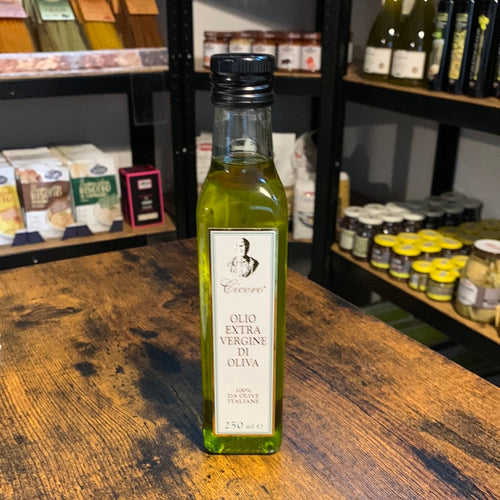 Cicero
OLIO
EXTRA
VERGINE
DI
OLIVA
100%
DA OLIVE
ITALIANE
250 ml e